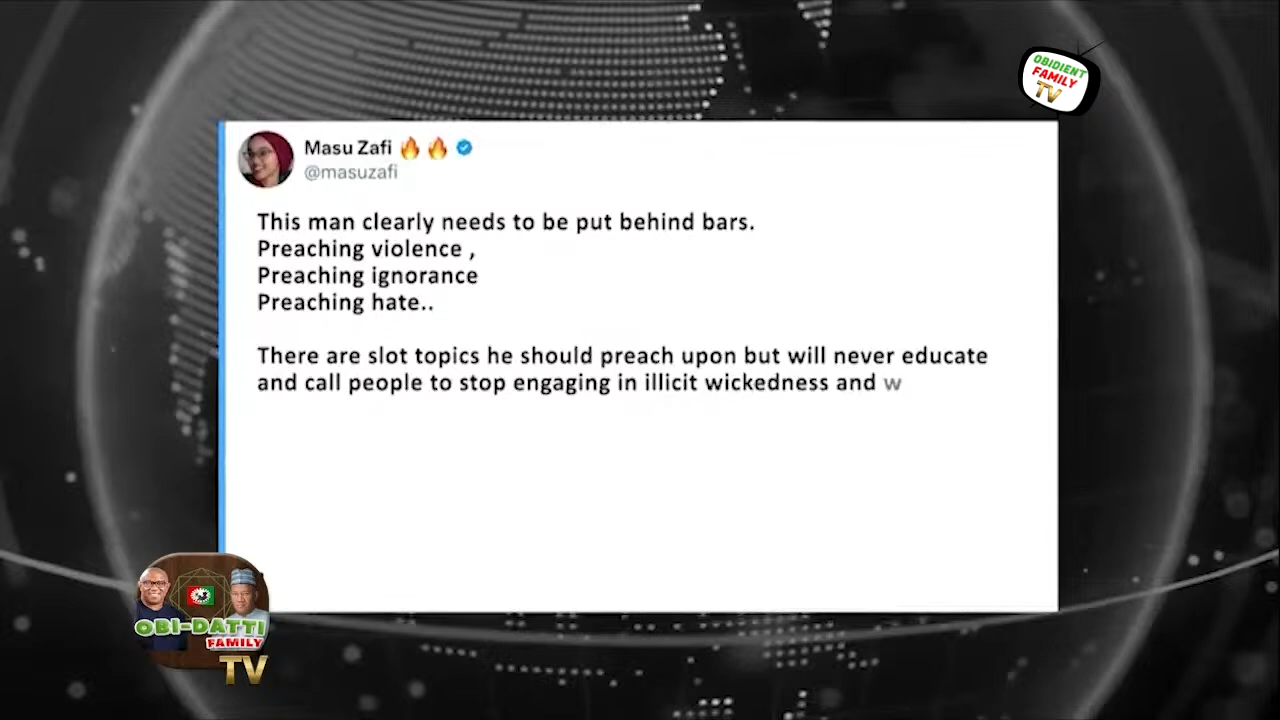 OBIDIENT
FAMILY
TV
Masu Zafi 🔥🔥
@masuzafi
This man clearly needs to be put behind bars.
Preaching violence ,
Preaching ignorance
Preaching hate..
There are slot topics he should preach upon but will never educate
and call people to stop engaging in illicit wickedness and w
OBI-DATTI
FAMILY
TV